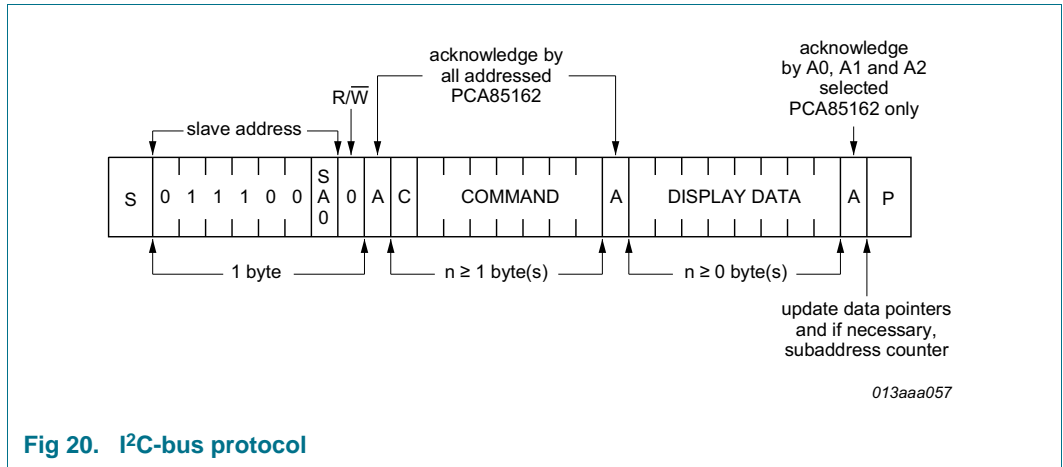 acknowledge by
all addressed
PCA85162
acknowledge
by A0, A1 and A2
selected
PCA85162 only
R/W̅
slave address
S 0 1 1 1 0 0 SA0 0 A C COMMAND A DISPLAY DATA A P
1 byte
n ≥ 1 byte(s)
n ≥ 0 byte(s)
update data pointers
and if necessary,
subaddress counter
013aaa057
Fig 20. I²C-bus protocol